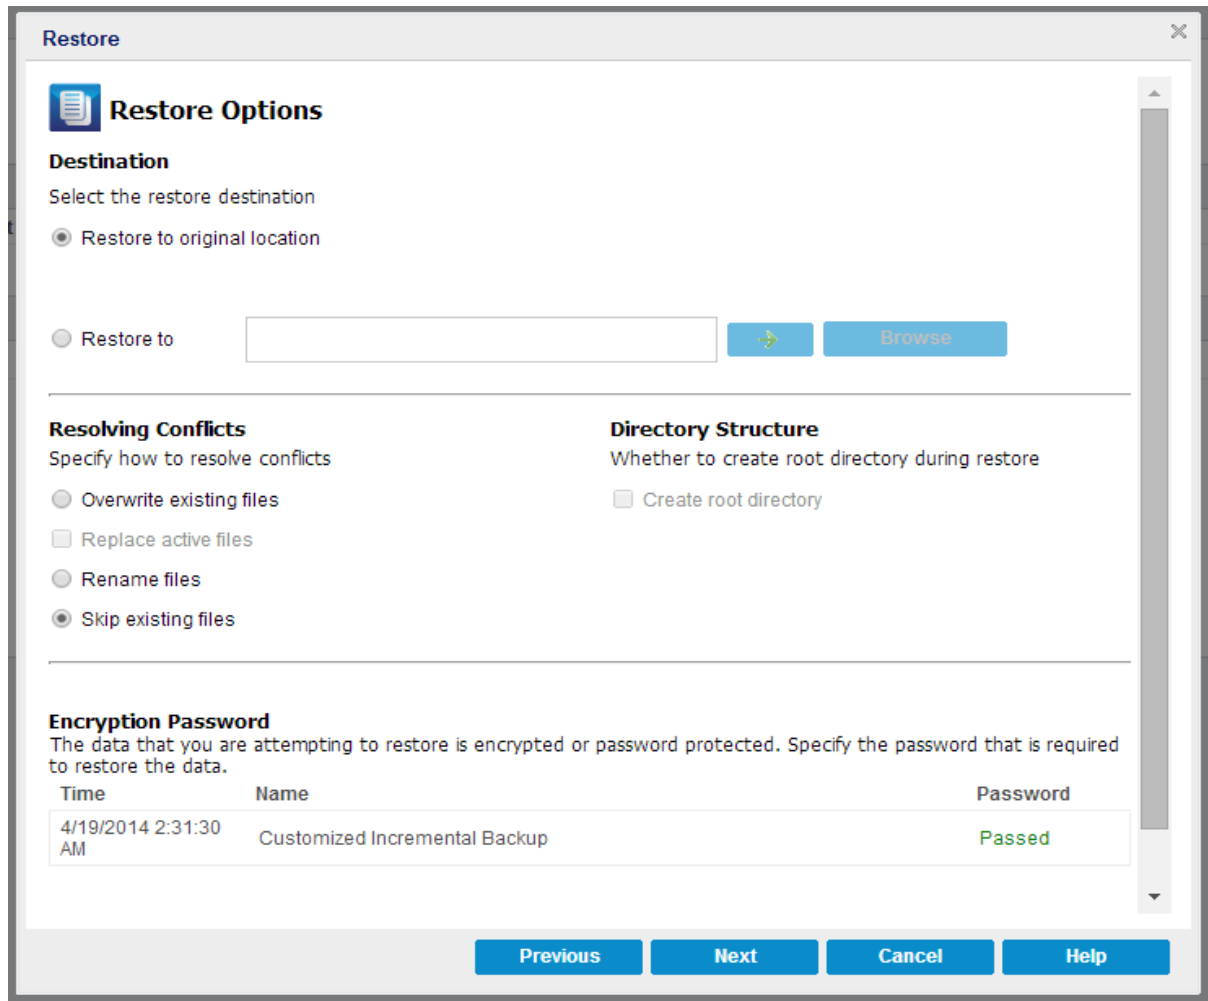 Restore
Restore Options
Destination
Select the restore destination
Restore to original location
Restore to
Browse
Resolving Conflicts
Specify how to resolve conflicts
Overwrite existing files
Replace active files
Rename files
Skip existing files
Directory Structure
Whether to create root directory during restore
Create root directory
Encryption Password
The data that you are attempting to restore is encrypted or password protected. Specify the password that is required
to restore the data.
Time Name Password
4/19/2014 2:31:30
AM
Customized Incremental Backup Passed
Previous Next Cancel Help